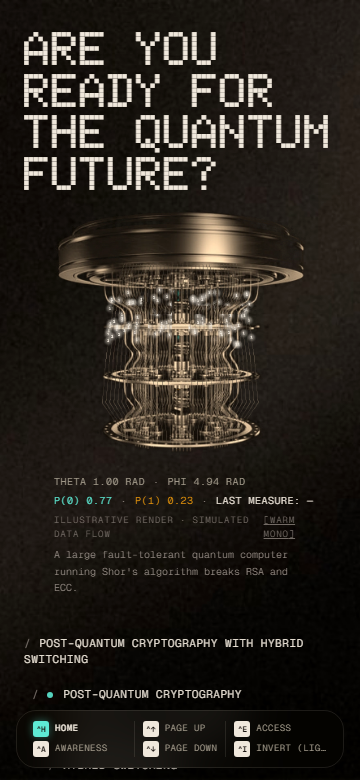 ARE YOU
READY FOR
THE QUANTUM
FUTURE?
THETA 1.00 RAD · PHI 4.94 RAD
P(0) 0.77 · P(1) 0.23 · LAST MEASURE: —
ILLUSTRATIVE RENDER · SIMULATED DATA FLOW
[WARM MONO]
A large fault-tolerant quantum computer
running Shor's algorithm breaks RSA and
ECC.
/ POST-QUANTUM CRYPTOGRAPHY WITH HYBRID
SWITCHING
/ POST-QUANTUM CRYPTOGRAPHY
^H HOME
^↑ PAGE UP
^E ACCESS
^A AWARENESS
^↓ PAGE DOWN
^I INVERT (LIG…